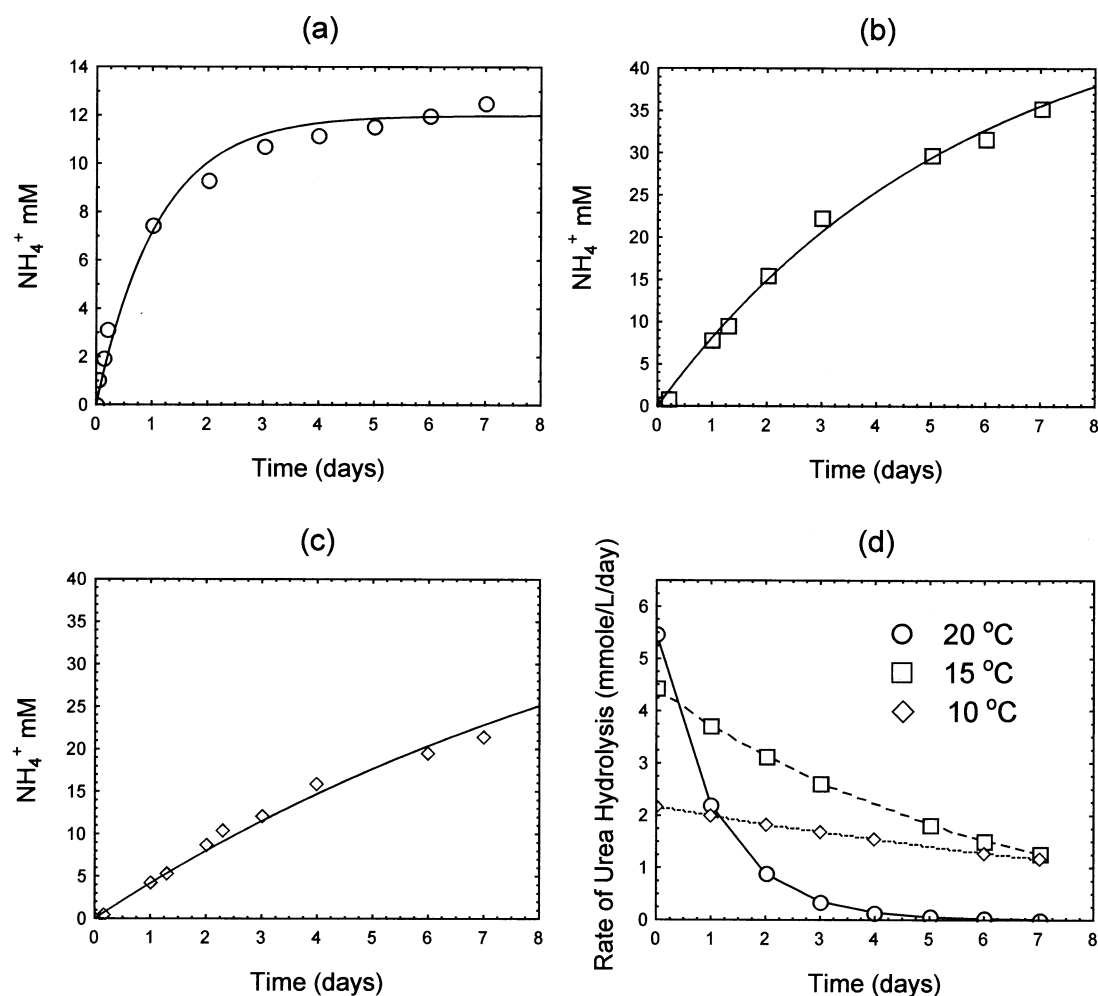 (a)
14
12
10
8
6
4
2
0
NH₄⁺ mM
0 1 2 3 4 5 6 7 8
Time (days)
(b)
40
35
30
25
20
15
10
5
0
NH₄⁺ mM
0 1 2 3 4 5 6 7 8
Time (days)
(c)
40
35
30
25
20
15
10
5
0
NH₄⁺ mM
0 1 2 3 4 5 6 7 8
Time (days)
(d)
Rate of Urea Hydrolysis (mmole/L/day)
6
5
4
3
2
1
0
20 °C
15 °C
10 °C
0 1 2 3 4 5 6 7 8
Time (days)